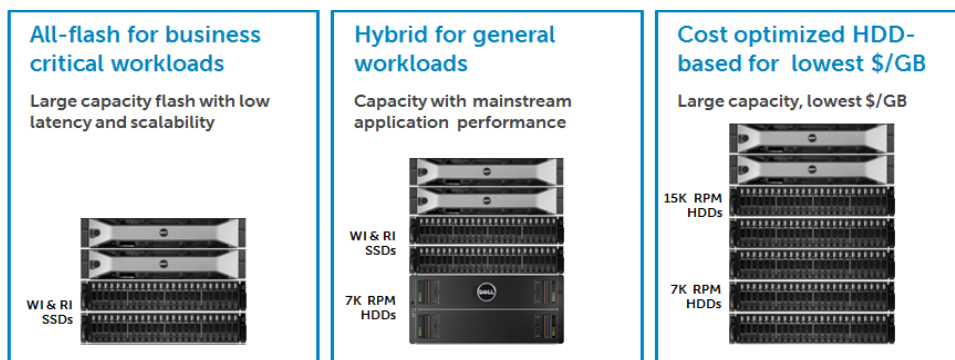 All-flash for business
critical workloads
Large capacity flash with low
latency and scalability
WI & RI
SSDs
Hybrid for general
workloads
Capacity with mainstream
application performance
WI & RI
SSDs
DELL
7K RPM
HDDs
Cost optimized HDD-
based for lowest $/GB
Large capacity, lowest $/GB
15K RPM
HDDs
7K RPM
HDDs